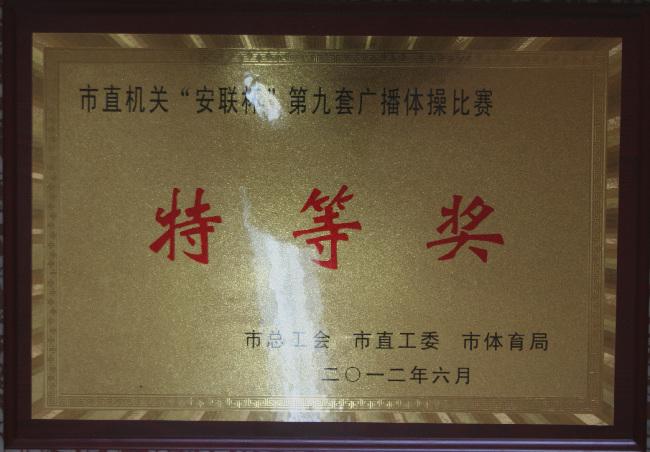 市直机关“安联杯”第九套广播体操比赛
特等奖
市总工会 市直工委 市体育局
二〇一二年六月